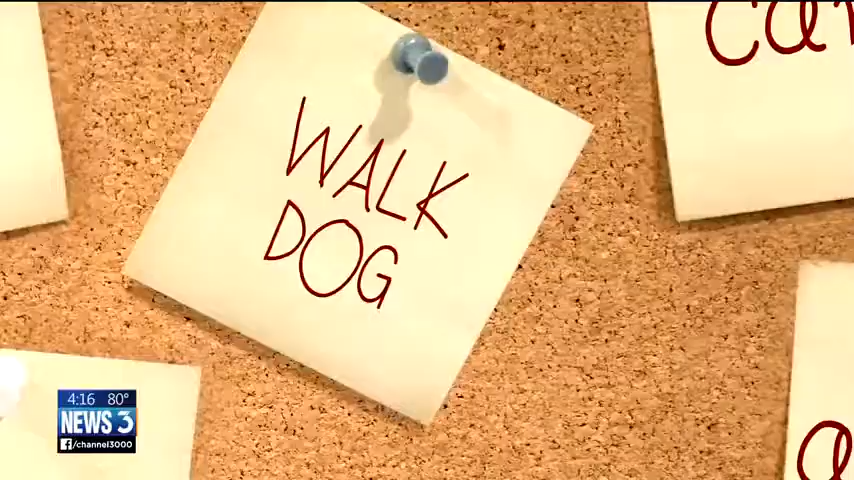 WALK
DOG
4:16 80°
NEWS 3
f/channel3000